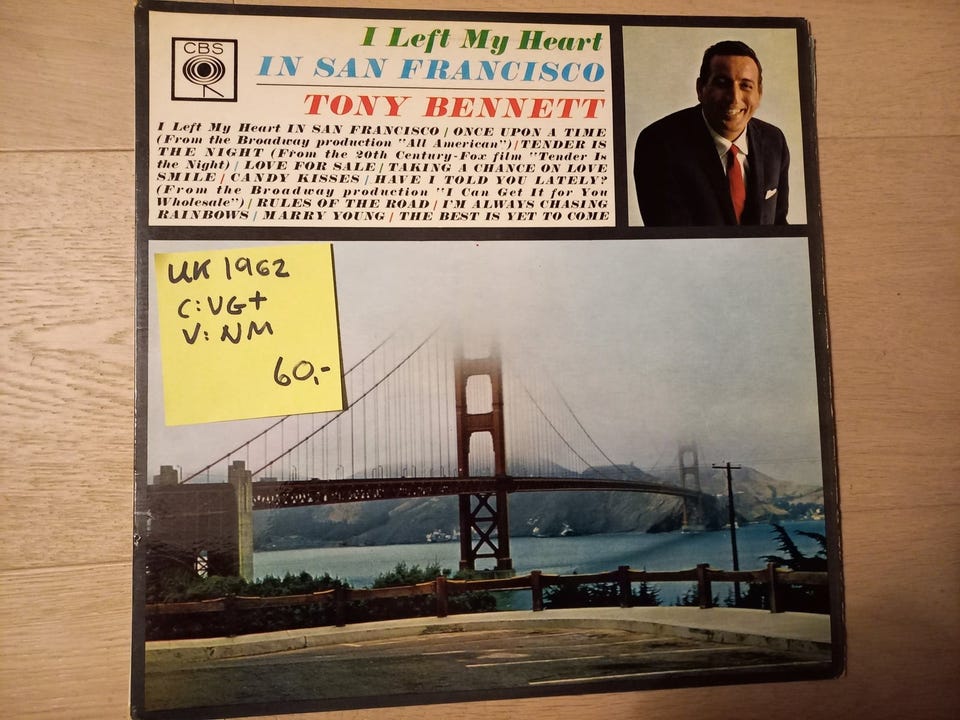 CBS
I Left My Heart
IN SAN FRANCISCO
TONY BENNETT
I Left My Heart IN SAN FRANCISCO / ONCE UPON A TIME
(From the Broadway production "All American") / TENDER IS
THE NIGHT (From the 20th Century-Fox film "Tender Is
the Night) / LOVE FOR SALE / TAKING A CHANCE ON LOVE
SMILE / CANDY KISSES / HAVE I TOLD YOU LATELY?
(From the Broadway production "I Can Get It for You
Wholesale") / RULES OF THE ROAD / I'M ALWAYS CHASING
RAINBOWS / MARRY YOUNG / THE BEST IS YET TO COME
UK 1962
C: VG+
V: NM
60,-